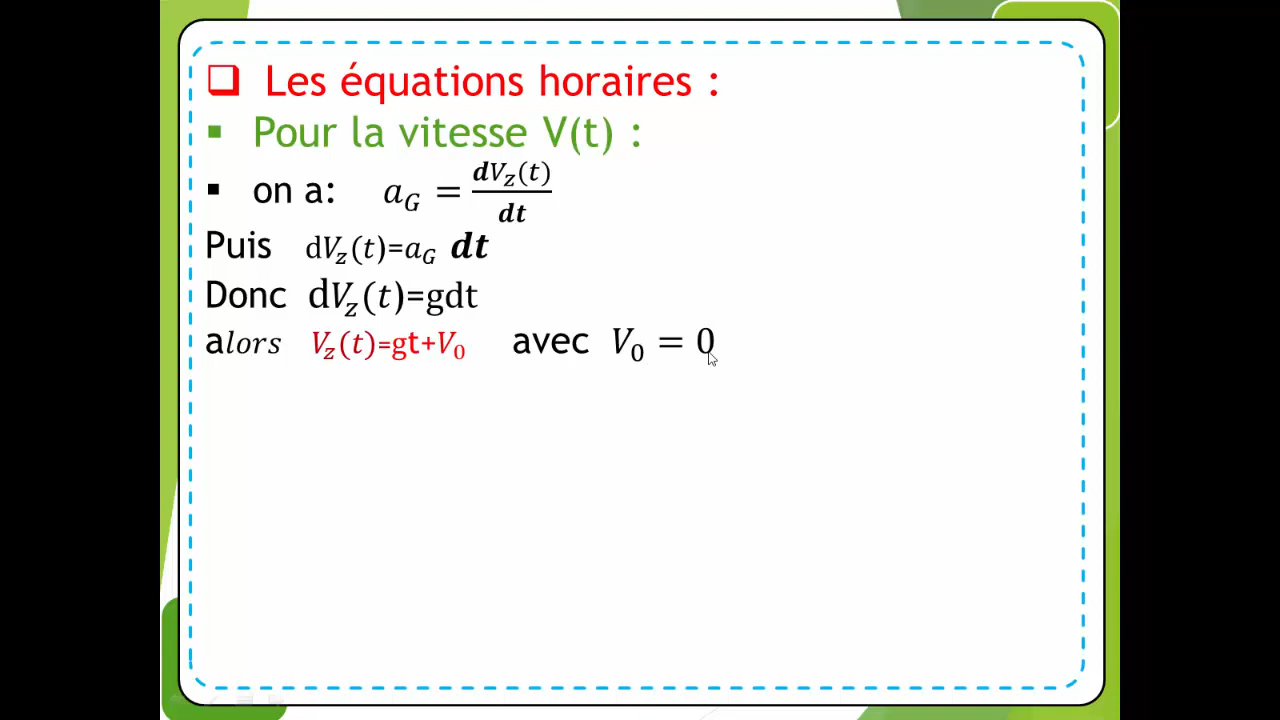 ❑ Les équations horaires :
▪ Pour la vitesse V(t) :
▪ on a: a_G = dV_z(t)/dt
Puis dV_z(t)=a_G dt
Donc dV_z(t)=gdt
alors V_z(t)=gt+V_0 avec V_0 = 0